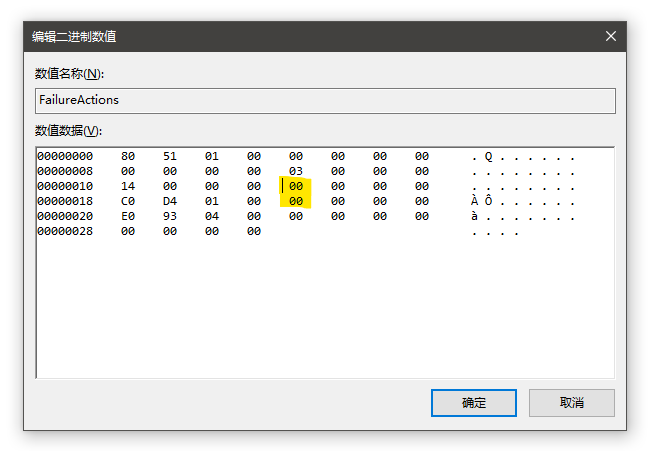 编辑二进制数值
数值名称(N):
FailureActions
数值数据(V):
00000000 80 51 01 00 00 00 00 00 . Q . . . . . .
00000008 00 00 00 00 03 00 00 00 . . . . . . . .
00000010 14 00 00 00 00 00 00 00 . . . . . . . .
00000018 C0 D4 01 00 00 00 00 00 À Ô . . . . . .
00000020 E0 93 04 00 00 00 00 00 à . . . . . . .
00000028 00 00 00 00 . . . .
确定 取消